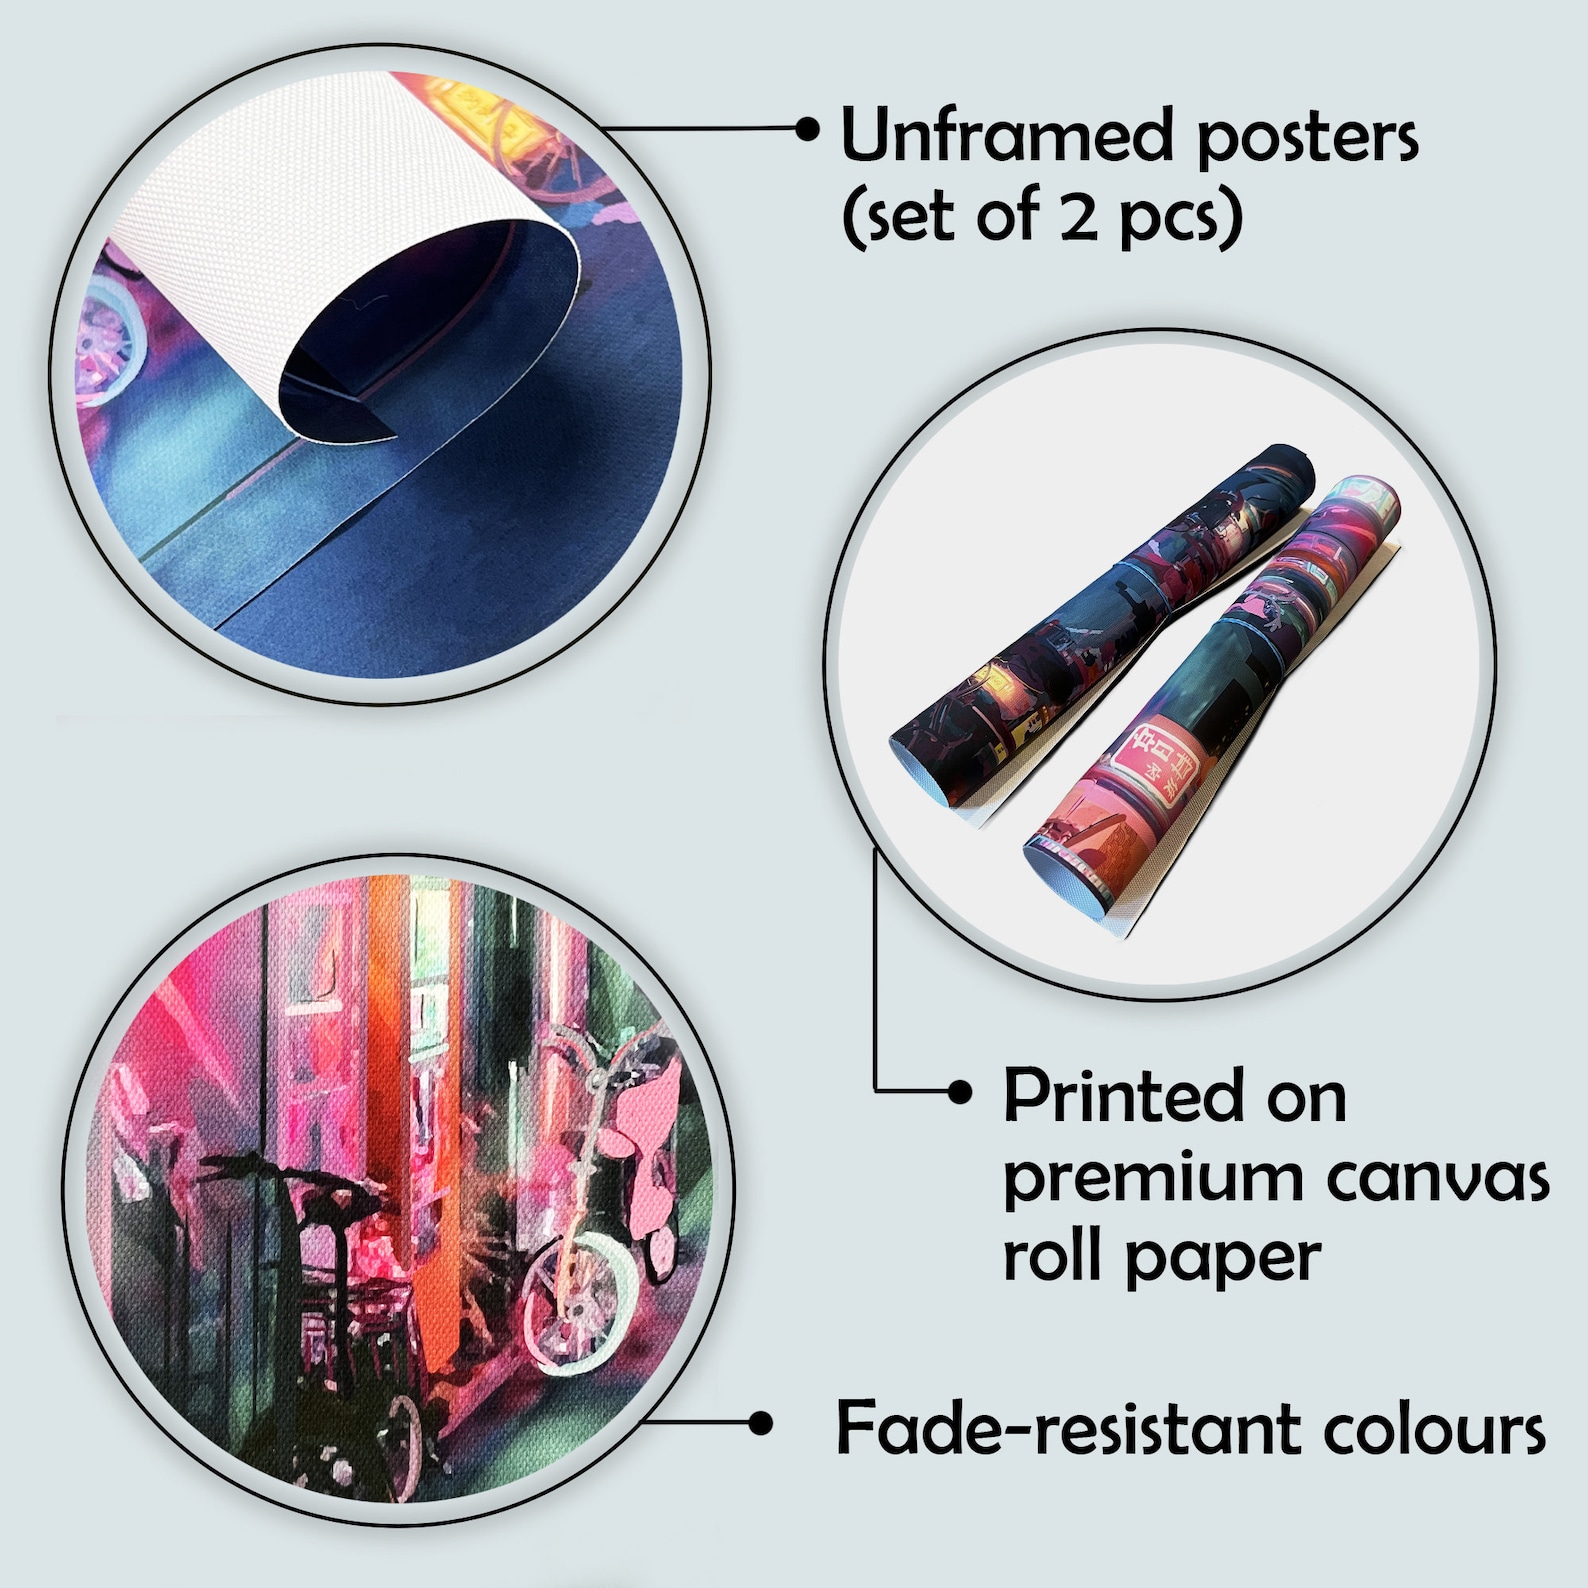 Unframed posters
(set of 2 pcs)
Printed on
premium canvas
roll paper
Fade-resistant colours